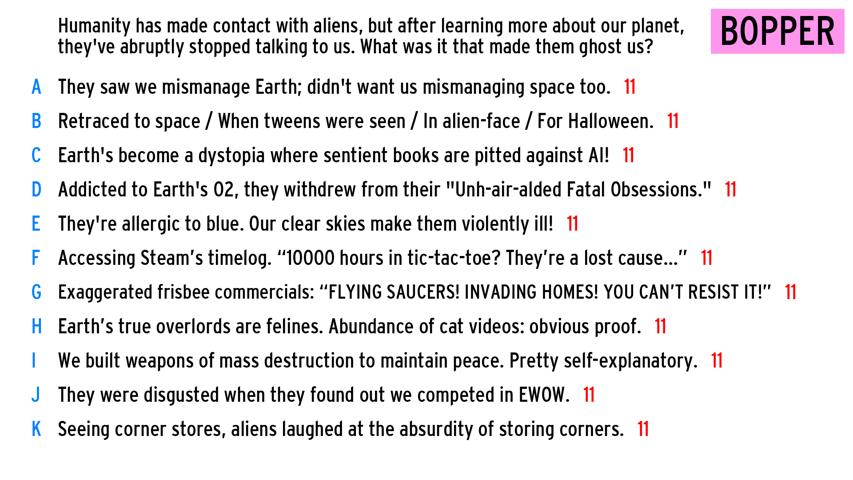 Humanity has made contact with aliens, but after learning more about our planet,
they've abruptly stopped talking to us. What was it that made them ghost us?
BOPPER
A They saw we mismanage Earth; didn't want us mismanaging space too. 11
B Retraced to space / When tweens were seen / In alien-face / For Halloween. 11
C Earth's become a dystopia where sentient books are pitted against AI! 11
D Addicted to Earth's O2, they withdrew from their "Unh-air-alded Fatal Obsessions." 11
E They're allergic to blue. Our clear skies make them violently ill! 11
F Accessing Steam’s timelog. “10000 hours in tic-tac-toe? They’re a lost cause...” 11
G Exaggerated frisbee commercials: “FLYING SAUCERS! INVADING HOMES! YOU CAN’T RESIST IT!” 11
H Earth’s true overlords are felines. Abundance of cat videos: obvious proof. 11
I We built weapons of mass destruction to maintain peace. Pretty self-explanatory. 11
J They were disgusted when they found out we competed in EWOW. 11
K Seeing corner stores, aliens laughed at the absurdity of storing corners. 11